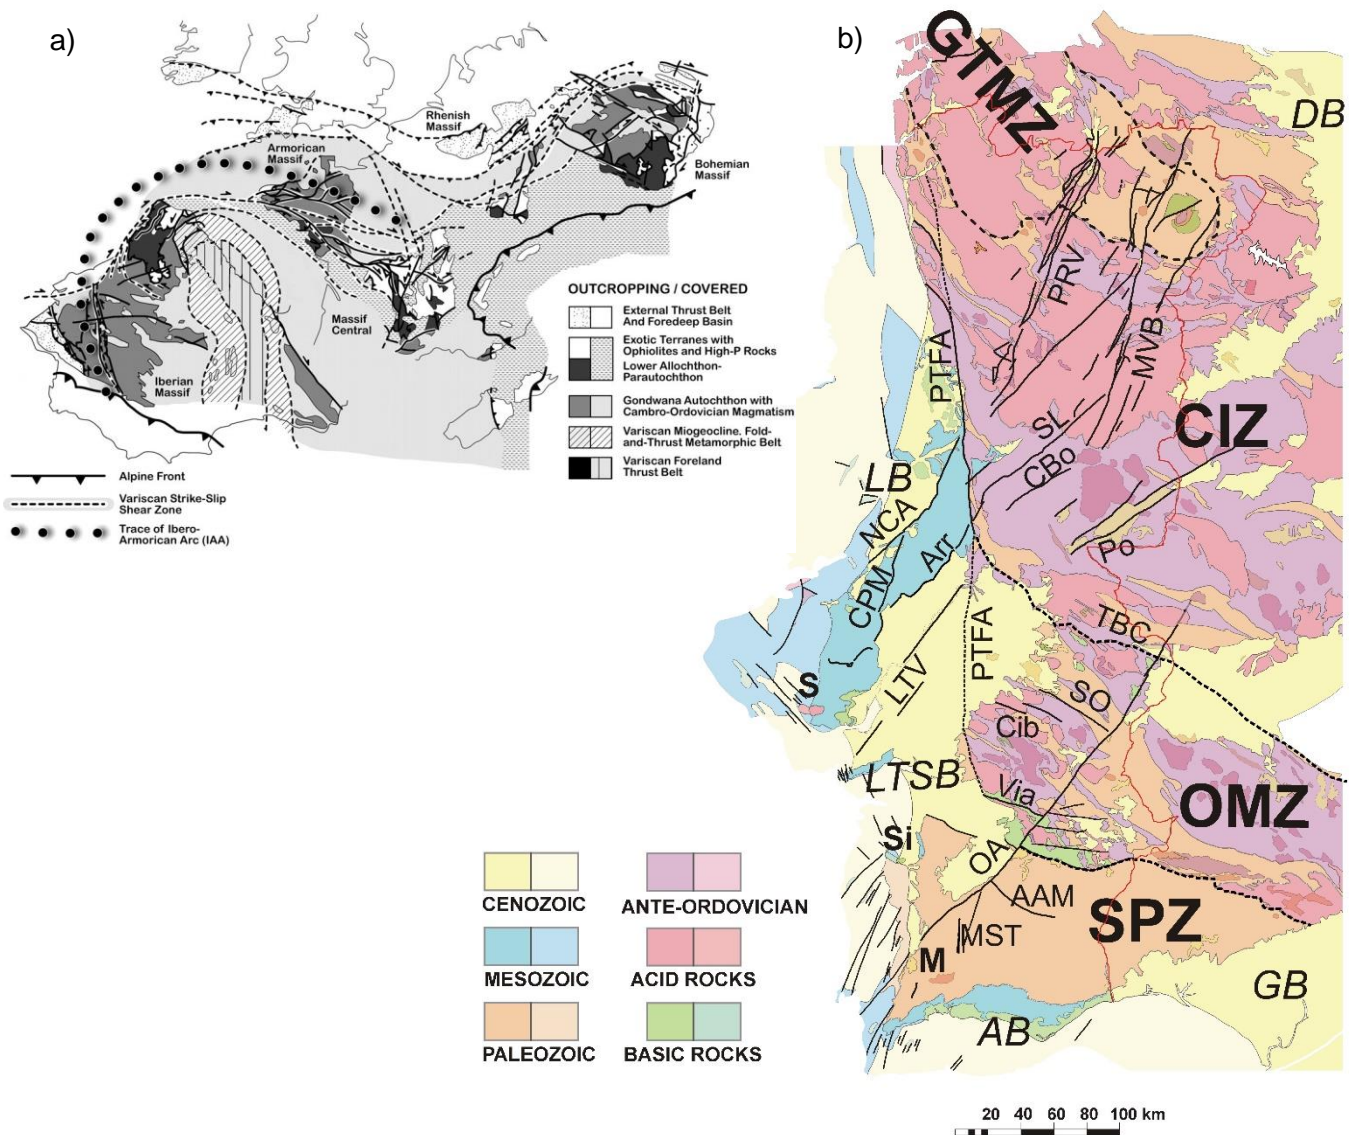 a)
Rhenish
Massif
Armorican
Massif
Bohemian
Massif
Massif
Central
Iberian
Massif
OUTCROPPING / COVERED
External Thrust Belt
And Foredeep Basin
Exotic Terranes with
Ophiolites and High-P Rocks
Lower Allochthon-
Parautochthon
Gondwana Autochthon with
Cambro-Ordovician Magmatism
Variscan Miogeocline. Fold-
and-Thrust Metamorphic Belt
Variscan Foreland
Thrust Belt
Alpine Front
Variscan Strike-Slip
Shear Zone
Trace of Ibero-
Armorican Arc (IAA)
b)
GTMZ
DB
PRV
MVB
PTFA
CIZ
SL
CBo
LB
NCA
Arr
CPM
Po
TBC
PTFA
LTV
S
SO
Cib
LTSB
Via
OMZ
Si
OA
AAM
SPZ
MST
M
GB
AB
CENOZOIC
ANTE-ORDOVICIAN
MESOZOIC
ACID ROCKS
PALEOZOIC
BASIC ROCKS
20 40 60 80 100 km